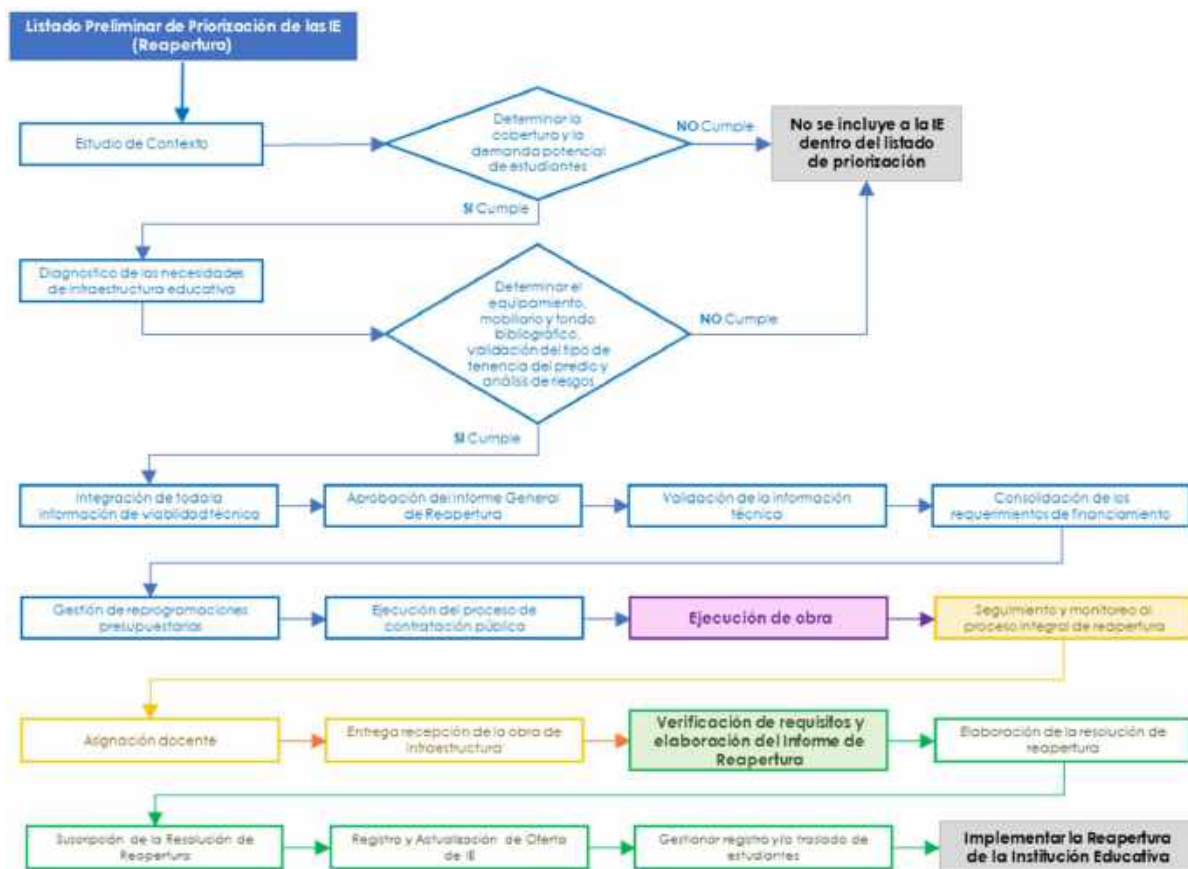 Listado Preliminar de Priorización de las IE
(Reapertura)
Estudio de Contexto
Determinar la
cobertura y la
demanda potencial
de estudiantes
NO Cumple
No se incluye a la IE
dentro del listado
de priorización
SI Cumple
Diagnostico de las necesidades
de infraestructura educativa
Determinar el
equipamiento,
mobiliario y fondo
bibliográfico,
validación del tipo de
tenencia del predio y
análisis de riesgos
NO Cumple
SI Cumple
Integración de toda la
información de viabilidad técnica
Aprobación del Informe General
de Reapertura
Validación de la información
técnica
Consolidación de los
requerimientos de financiamiento
Gestión de reprogramaciones
presupuestarias
Ejecución del proceso de
contratación pública
Ejecución de obra
Seguimiento y monitoreo al
proceso integral de reapertura
Asignación docente
Entrega recepción de la obra de
infraestructura
Verificación de requisitos y
elaboración del Informe de
Reapertura
Elaboración de la resolución de
reapertura
Suscripción de la Resolución de
Reapertura
Registro y Actualización de Oferta
de IE
Gestionar registro y/o traslado de
estudiantes
Implementar la Reapertura
de la Institución Educativa